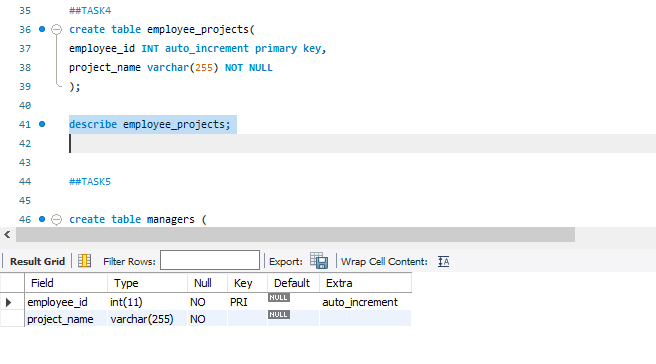 35 ##TASK4
36 create table employee_projects(
37 employee_id INT auto_increment primary key,
38 project_name varchar(255) NOT NULL
39 );
40
41 describe employee_projects;
42
43
44 ##TASK5
45
46 create table managers (
Result Grid Filter Rows: Export: Wrap Cell Content:
Field Type Null Key Default Extra
employee_id int(11) NO PRI NULL auto_increment
project_name varchar(255) NO NULL